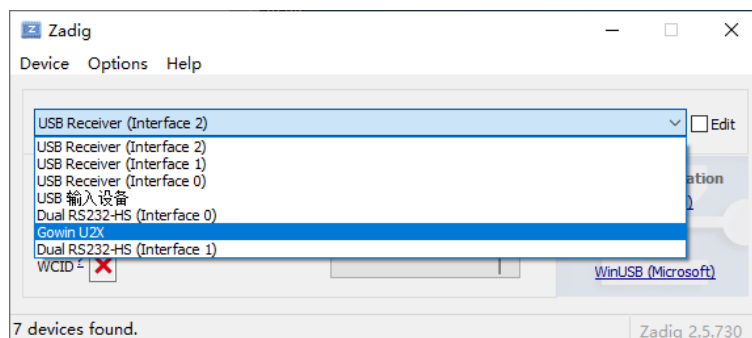 Zadig
Device Options Help
USB Receiver (Interface 2)
Edit
USB Receiver (Interface 2)
USB Receiver (Interface 1)
USB Receiver (Interface 0)
USB 输入设备
Dual RS232-HS (Interface 0)
Gowin U2X
Dual RS232-HS (Interface 1)
WCID ?
WinUSB (Microsoft)
7 devices found.
Zadig 2.5.730